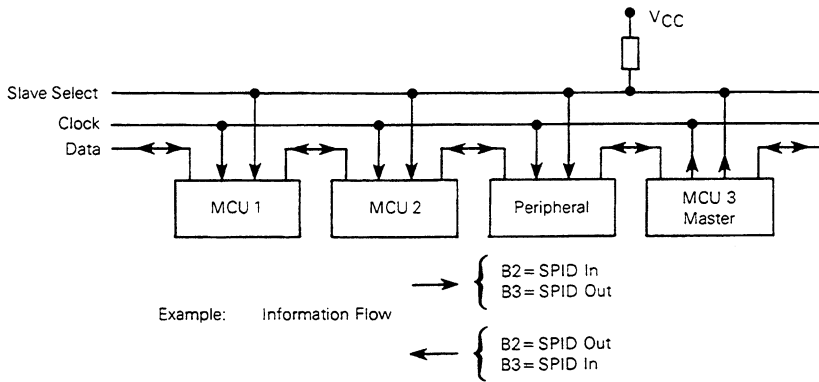 VCC
Slave Select
Clock
Data
MCU 1
MCU 2
Peripheral
MCU 3
Master
B2= SPID In
B3= SPID Out
Example: Information Flow
B2= SPID Out
B3= SPID In